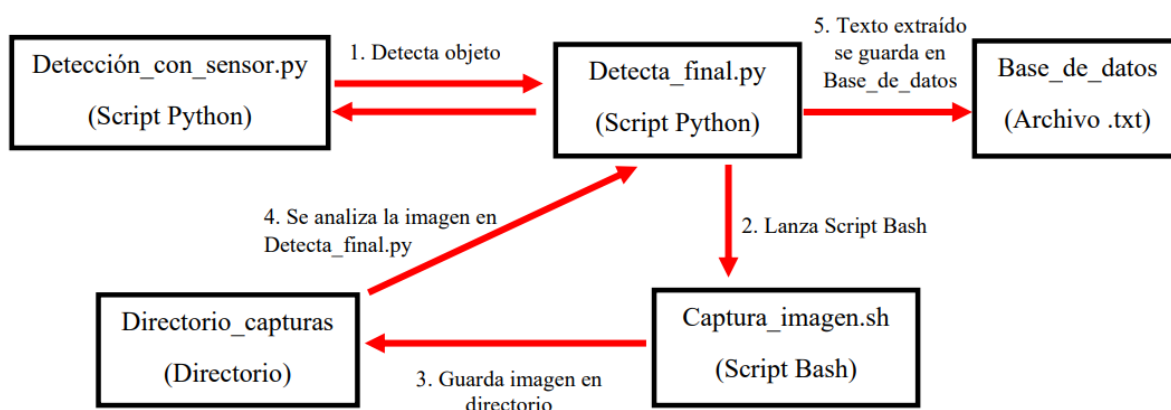 Detección_con_sensor.py
(Script Python)
1. Detecta objeto
Detecta_final.py
(Script Python)
5. Texto extraído
se guarda en
Base_de_datos
Base_de_datos
(Archivo .txt)
4. Se analiza la imagen en
Detecta_final.py
2. Lanza Script Bash
Directorio_capturas
(Directorio)
3. Guarda imagen en
directorio
Captura_imagen.sh
(Script Bash)